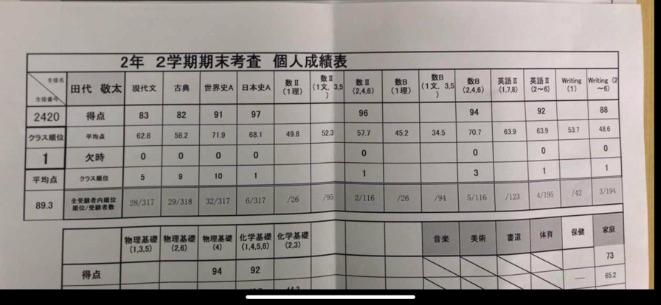 2年 2学期期末考査 個人成績表
生徒名 田代 敬太 現代文 古典 世界史A 日本史A 数Ⅱ(1理) 数Ⅱ(1文,3,5) 数Ⅱ(2,4,6) 数B(1理) 数B(1文,3,5) 数B(2,4,6) 英語Ⅱ(1,7,8) 英語Ⅱ(2~6) Writing(1) Writing(2~6)
生徒番号
2420 得点 83 82 91 97 96 94 92 88
クラス順位 平均点 62.8 56.2 71.9 68.1 49.8 52.3 57.7 45.2 34.5 70.7 63.9 63.9 53.7 48.6
1 欠時 0 0 0 0 0 0 0 0
平均点 クラス順位 5 9 10 1 1 3 1 1
89.3 全受験者内順位 順位/受験者数 28/317 29/318 32/317 6/317 /26 /95 2/116 /26 /94 5/116 /123 4/195 /42 3/194
物理基礎(1,3,5) 物理基礎(2,6) 物理基礎(4) 化学基礎(1,4,5,6) 化学基礎(2,3) 音楽 美術 書道 体育 保健 家庭
得点 94 92 73
65.2